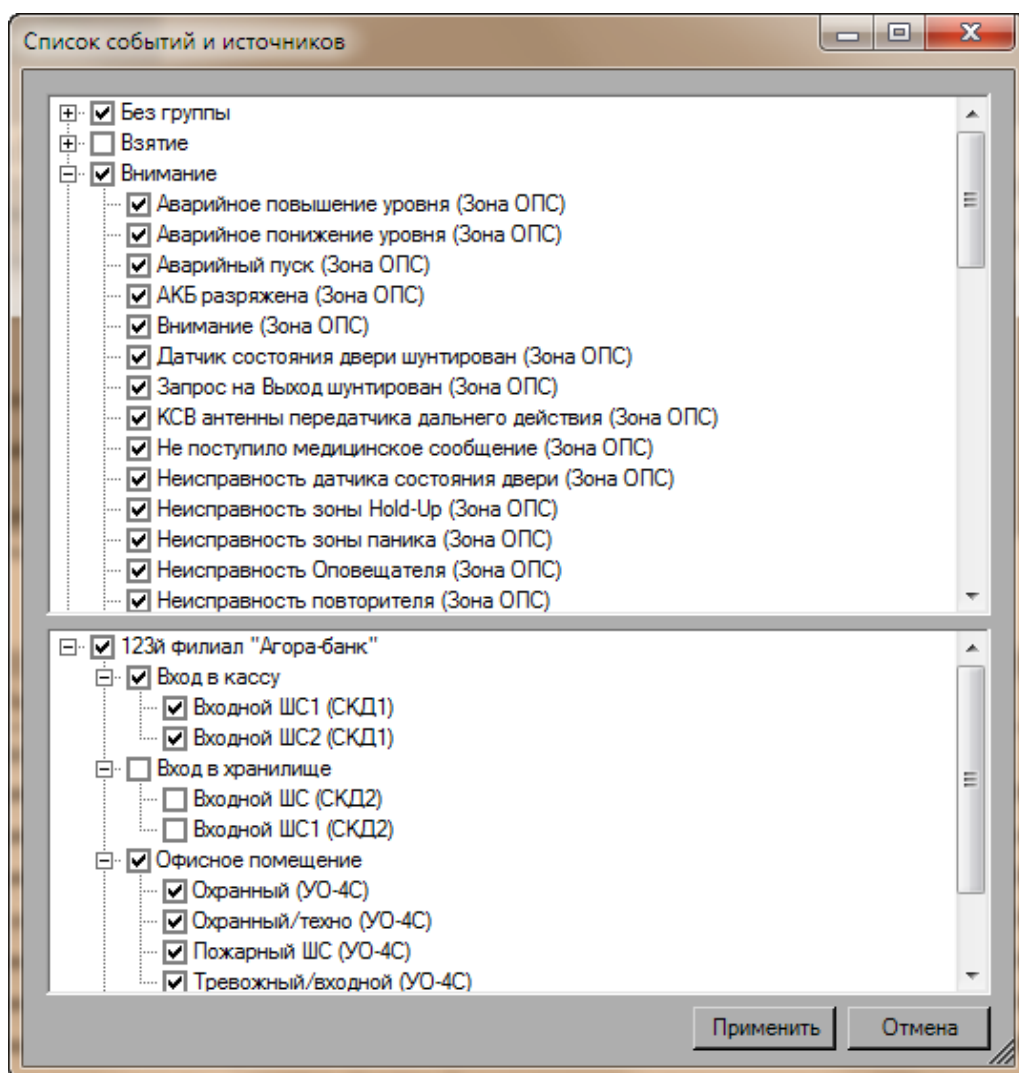 Список событий и источников
Без группы
Взятие
Внимание
Аварийное повышение уровня (Зона ОПС)
Аварийное понижение уровня (Зона ОПС)
Аварийный пуск (Зона ОПС)
АКБ разряжена (Зона ОПС)
Внимание (Зона ОПС)
Датчик состояния двери шунтирован (Зона ОПС)
Запрос на Выход шунтирован (Зона ОПС)
КСВ антенны передатчика дальнего действия (Зона ОПС)
Не поступило медицинское сообщение (Зона ОПС)
Неисправность датчика состояния двери (Зона ОПС)
Неисправность зоны Hold-Up (Зона ОПС)
Неисправность зоны паника (Зона ОПС)
Неисправность Оповещателя (Зона ОПС)
Неисправность повторителя (Зона ОПС)
123й филиал "Агора-банк"
Вход в кассу
Входной ШС1 (СКД1)
Входной ШС2 (СКД1)
Вход в хранилище
Входной ШС (СКД2)
Входной ШС1 (СКД2)
Офисное помещение
Охранный (УО-4С)
Охранный/техно (УО-4С)
Пожарный ШС (УО-4С)
Тревожный/входной (УО-4С)
Применить Отмена